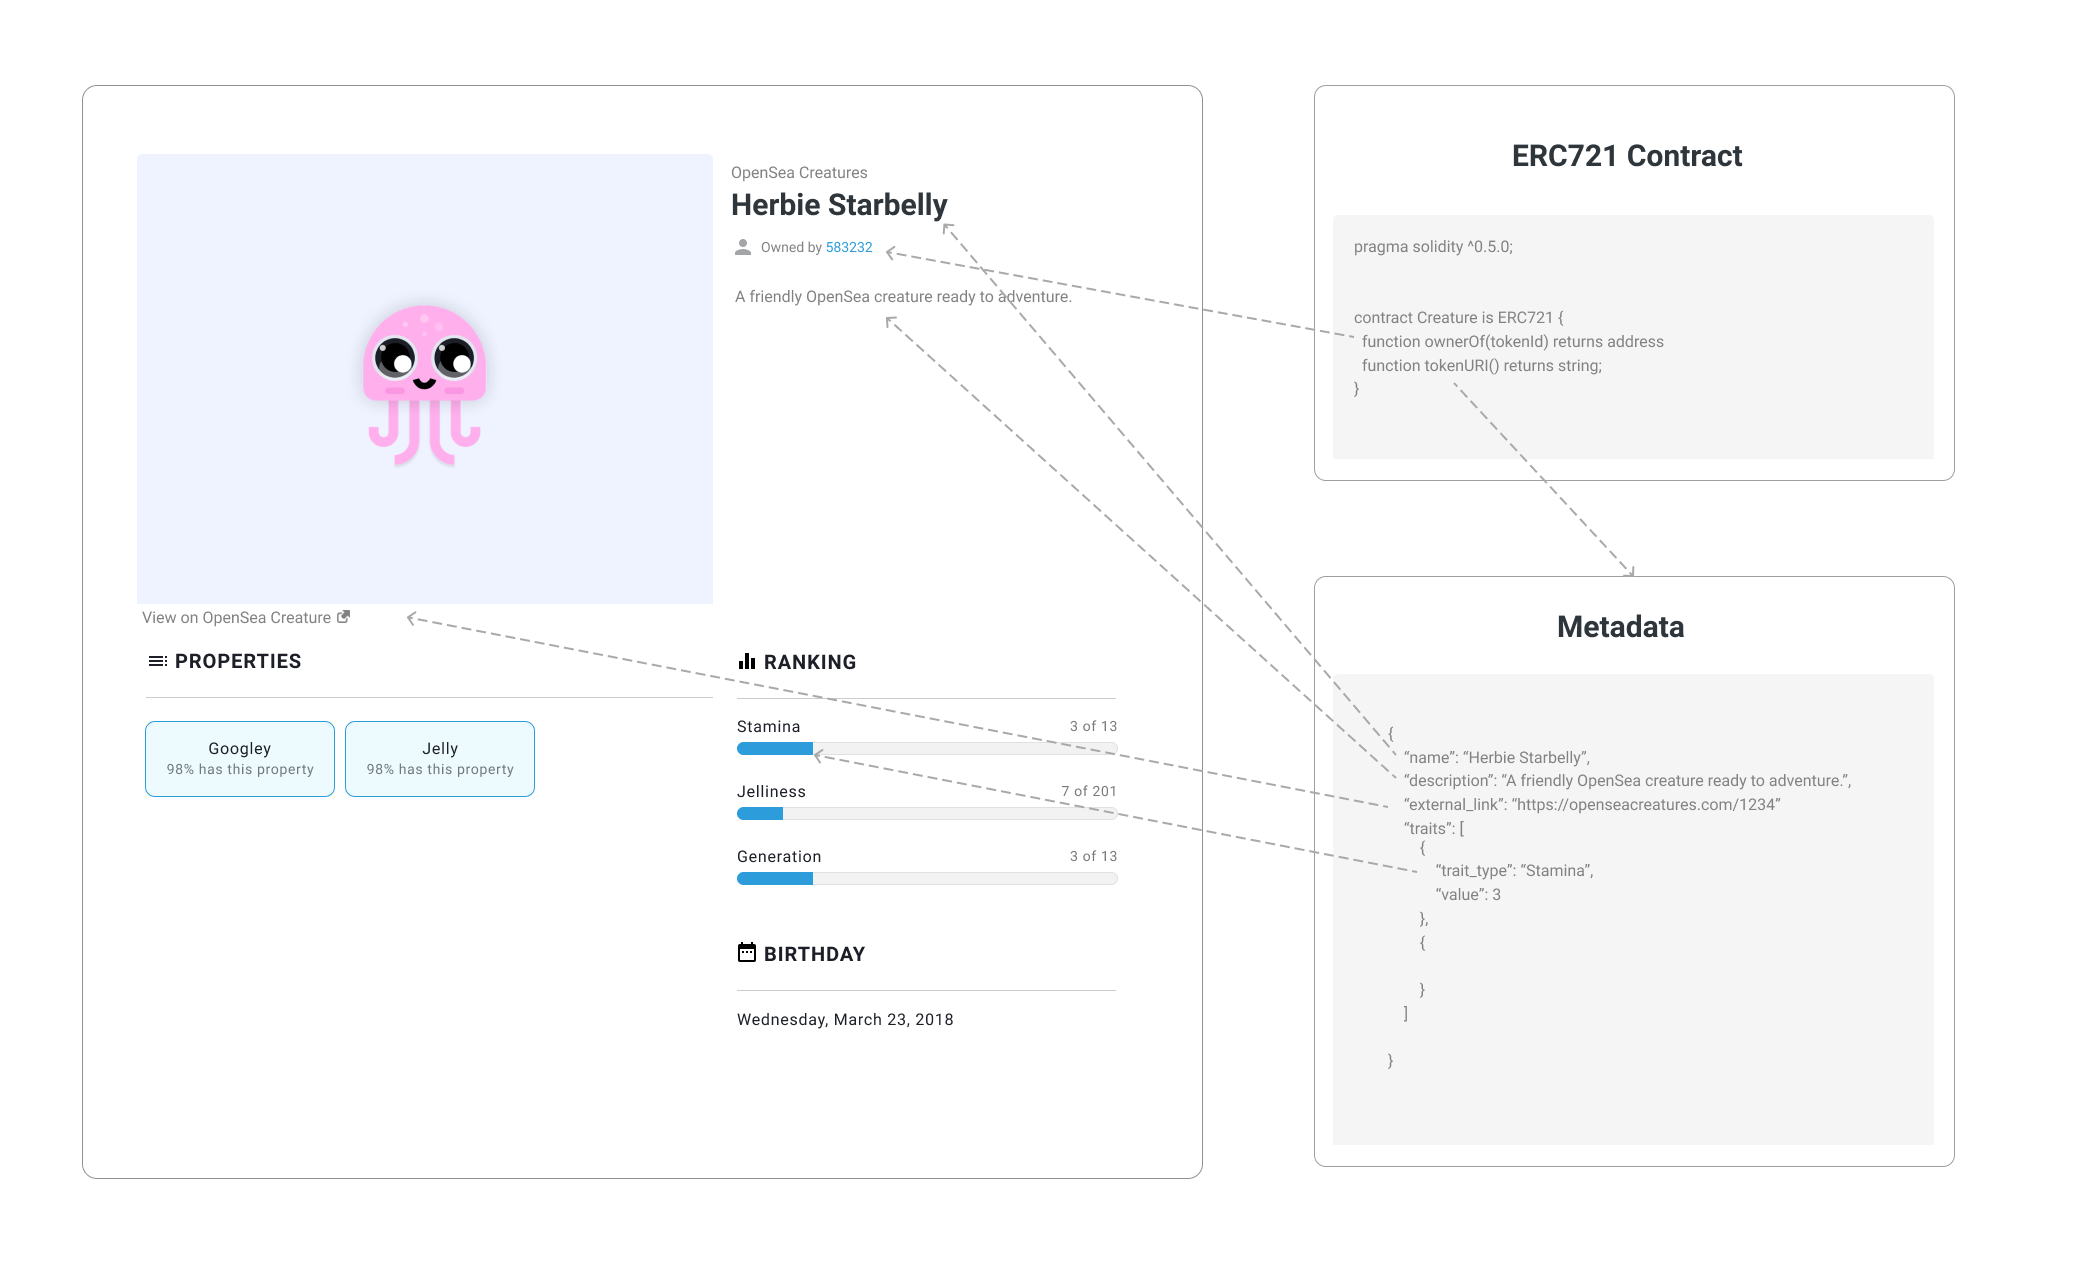 OpenSea Creatures
Herbie Starbelly
Owned by 583232
A friendly OpenSea creature ready to adventure.
View on OpenSea Creature
PROPERTIES
Googley
98% has this property
Jelly
98% has this property
RANKING
Stamina 3 of 13
Jelliness 7 of 201
Generation 3 of 13
BIRTHDAY
Wednesday, March 23, 2018
ERC721 Contract
pragma solidity ^0.5.0;
contract Creature is ERC721 {
function ownerOf(tokenId) returns address
function tokenURI() returns string;
}
Metadata
{
“name”: “Herbie Starbelly”,
“description”: “A friendly OpenSea creature ready to adventure.”,
“external_link”: “https://openseacreatures.com/1234”
“traits”: [
{
“trait_type”: “Stamina”,
“value”: 3
},
{
}
]
}